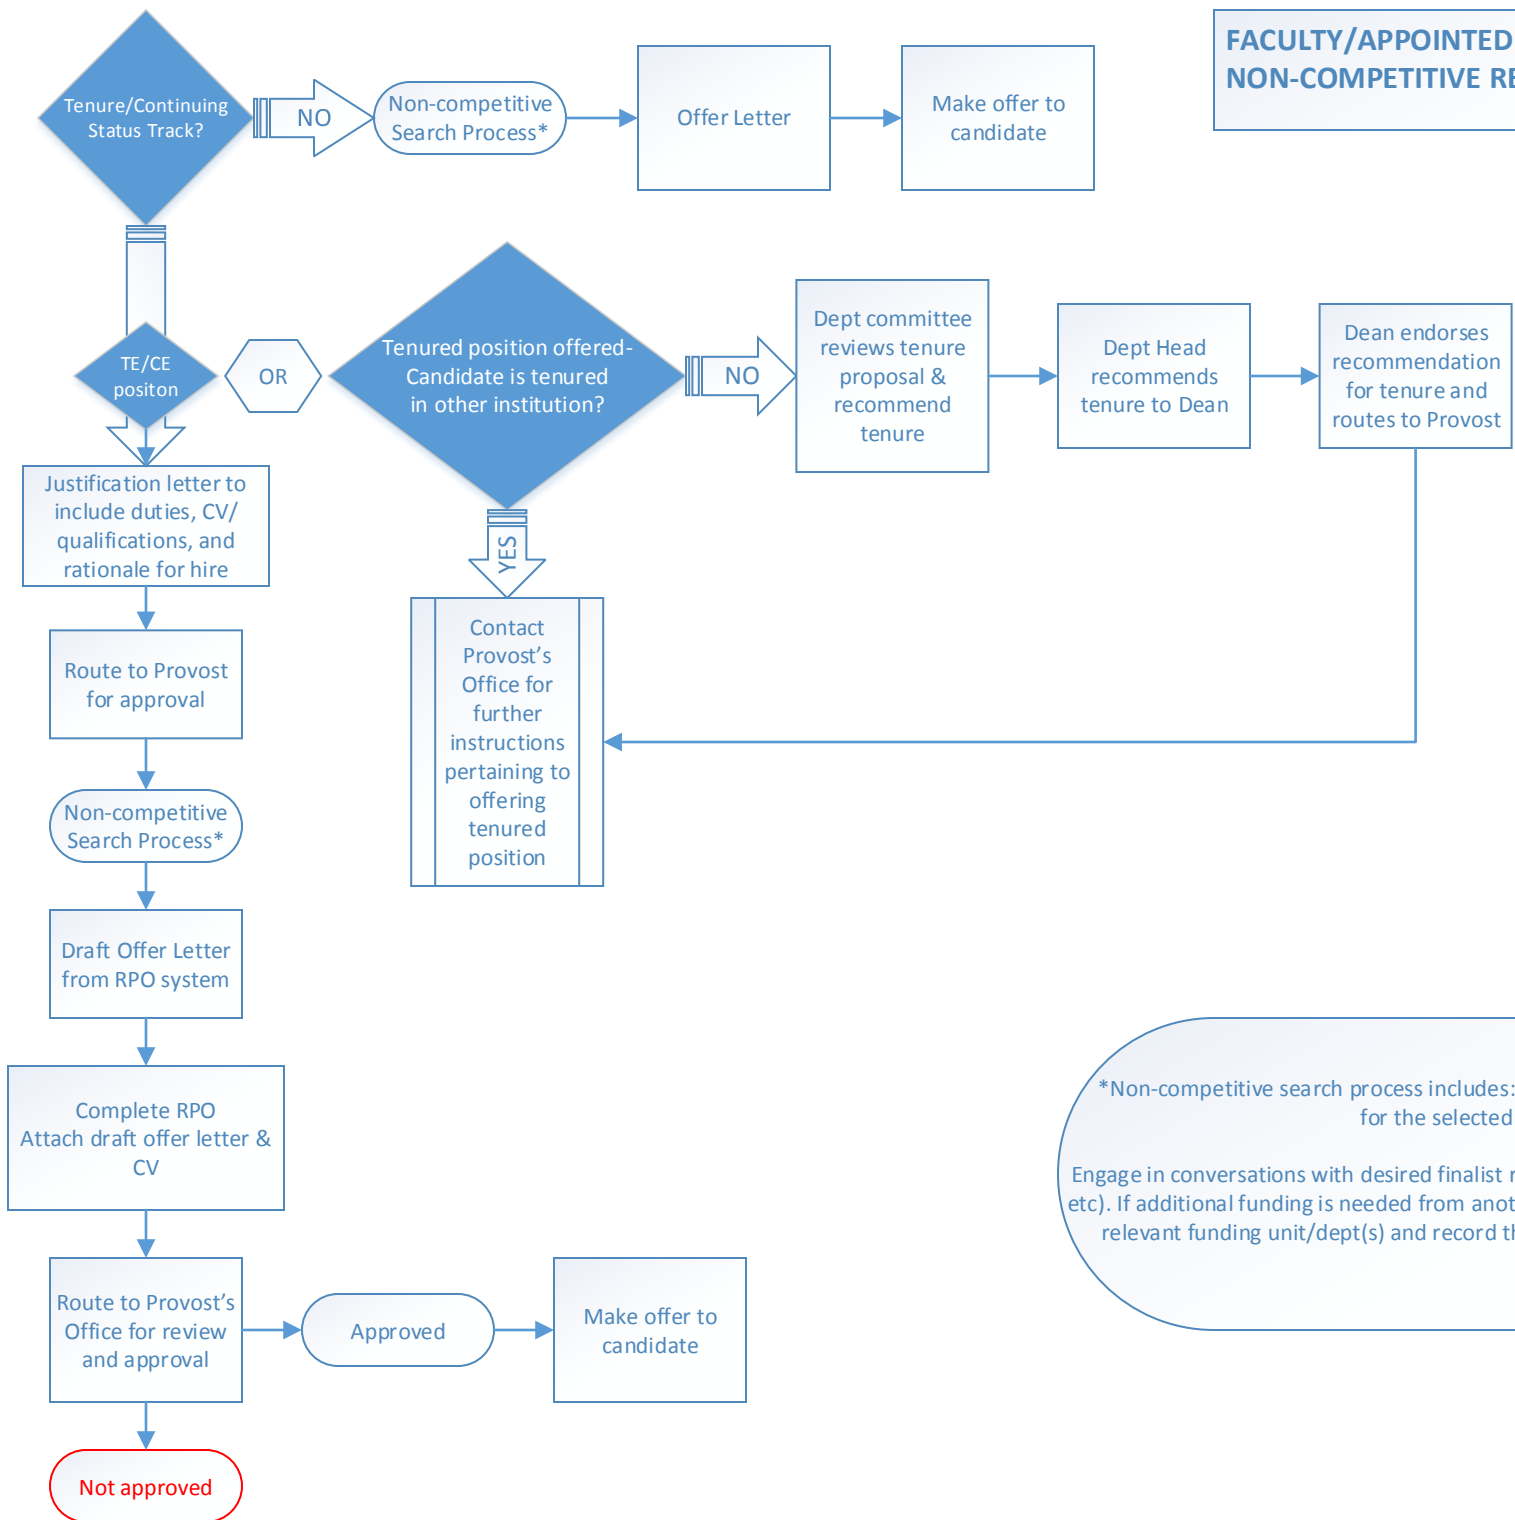 FACULTY/APPOINTED
NON-COMPETITIVE
Tenure/Continuing
Status Track?
NO
Non-competitive
Search Process*
Offer Letter
Make offer to
candidate
TE/CE
positon
OR
Tenured position offered-
Candidate is tenured
in other institution?
NO
Dept committee
reviews tenure
proposal &
recommend
tenure
Dept Head
recommends
tenure to Dean
Dean endorses
recommendation
for tenure and
routes to Provost
YES
Contact
Provost's
Office for
further
instructions
pertaining to
offering
tenured
position
Justification letter to
include duties, CV/
qualifications, and
rationale for hire
Route to Provost
for approval
Non-competitive
Search Process*
Draft Offer Letter
from RPO system
Complete RPO
Attach draft offer letter &
CV
Route to Provost's
Office for review
and approval
Approved
Make offer to
candidate
Not approved
*Non-competitive search process includes:
for the selected
Engage in conversations with desired finalist
etc). If additional funding is needed from
relevant funding unit/dept(s) and record